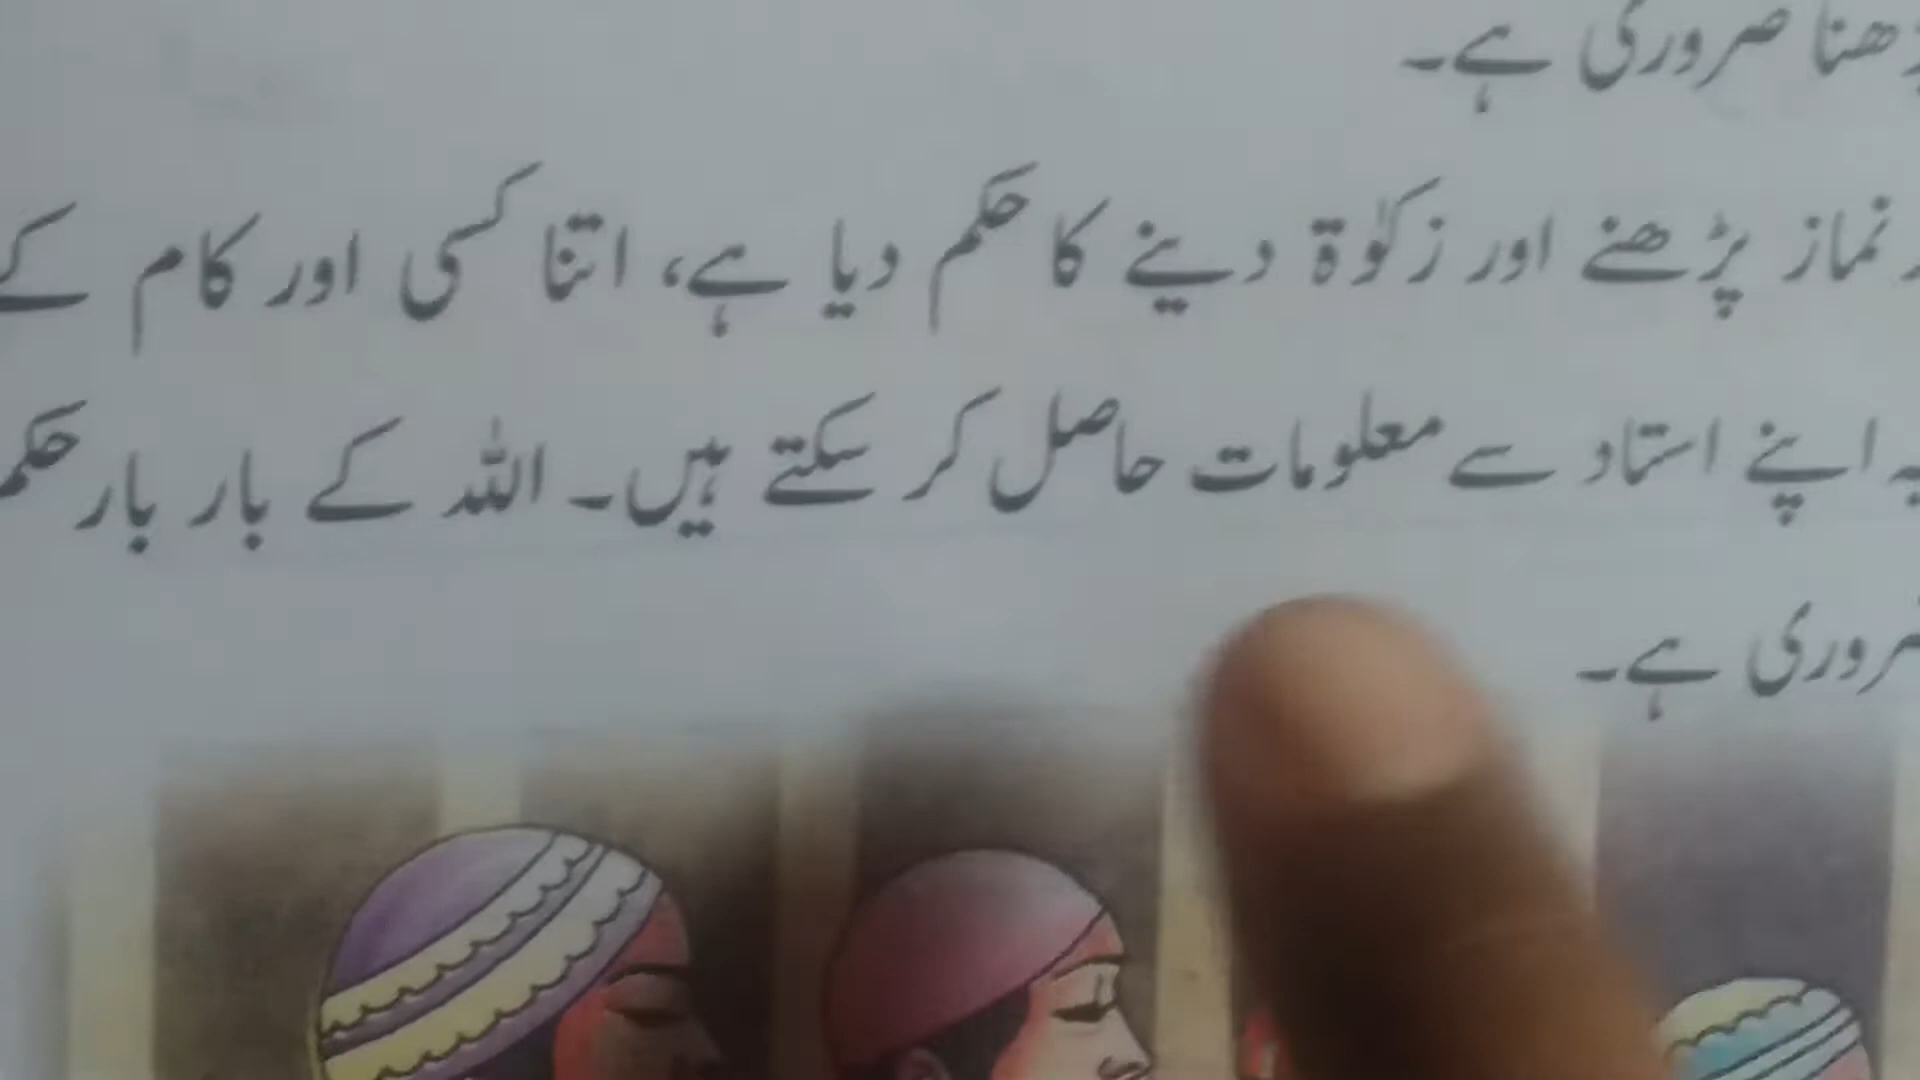 ضروری ہے۔
نماز پڑھنے اور زکوٰۃ دینے کا حکم دیا ہے، اتنا کسی اور کام کے
اپنے استاد سے معلومات حاصل کر سکتے ہیں۔ اللہ کے بار بار حکم
ضروری ہے۔